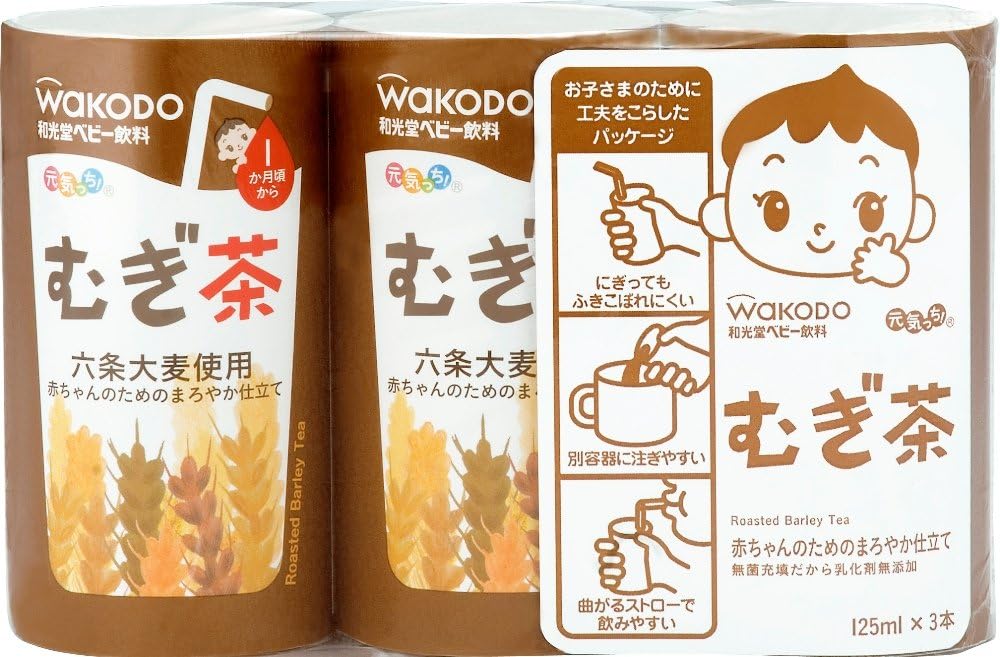 WaKODO
和光堂ベビー飲料
元気っち!®
1
か月頃
から
むぎ茶
六条大麦使用
赤ちゃんのためのまろやか仕立て
Roasted Barley Tea
WaKODO
和光堂ベビー飲料
元気っち!®
むぎ
六条大麦使
赤ちゃんのためのま
お子さまのために
工夫をこらした
パッケージ
にぎっても
ふきこぼれにくい
別容器に注ぎやすい
曲がるストローで
飲みやすい
WaKODO
和光堂ベビー飲料
元気っち!®
むぎ茶
Roasted Barley Tea
赤ちゃんのためのまろやか仕立て
無菌充填だから乳化剤無添加
125ml × 3本